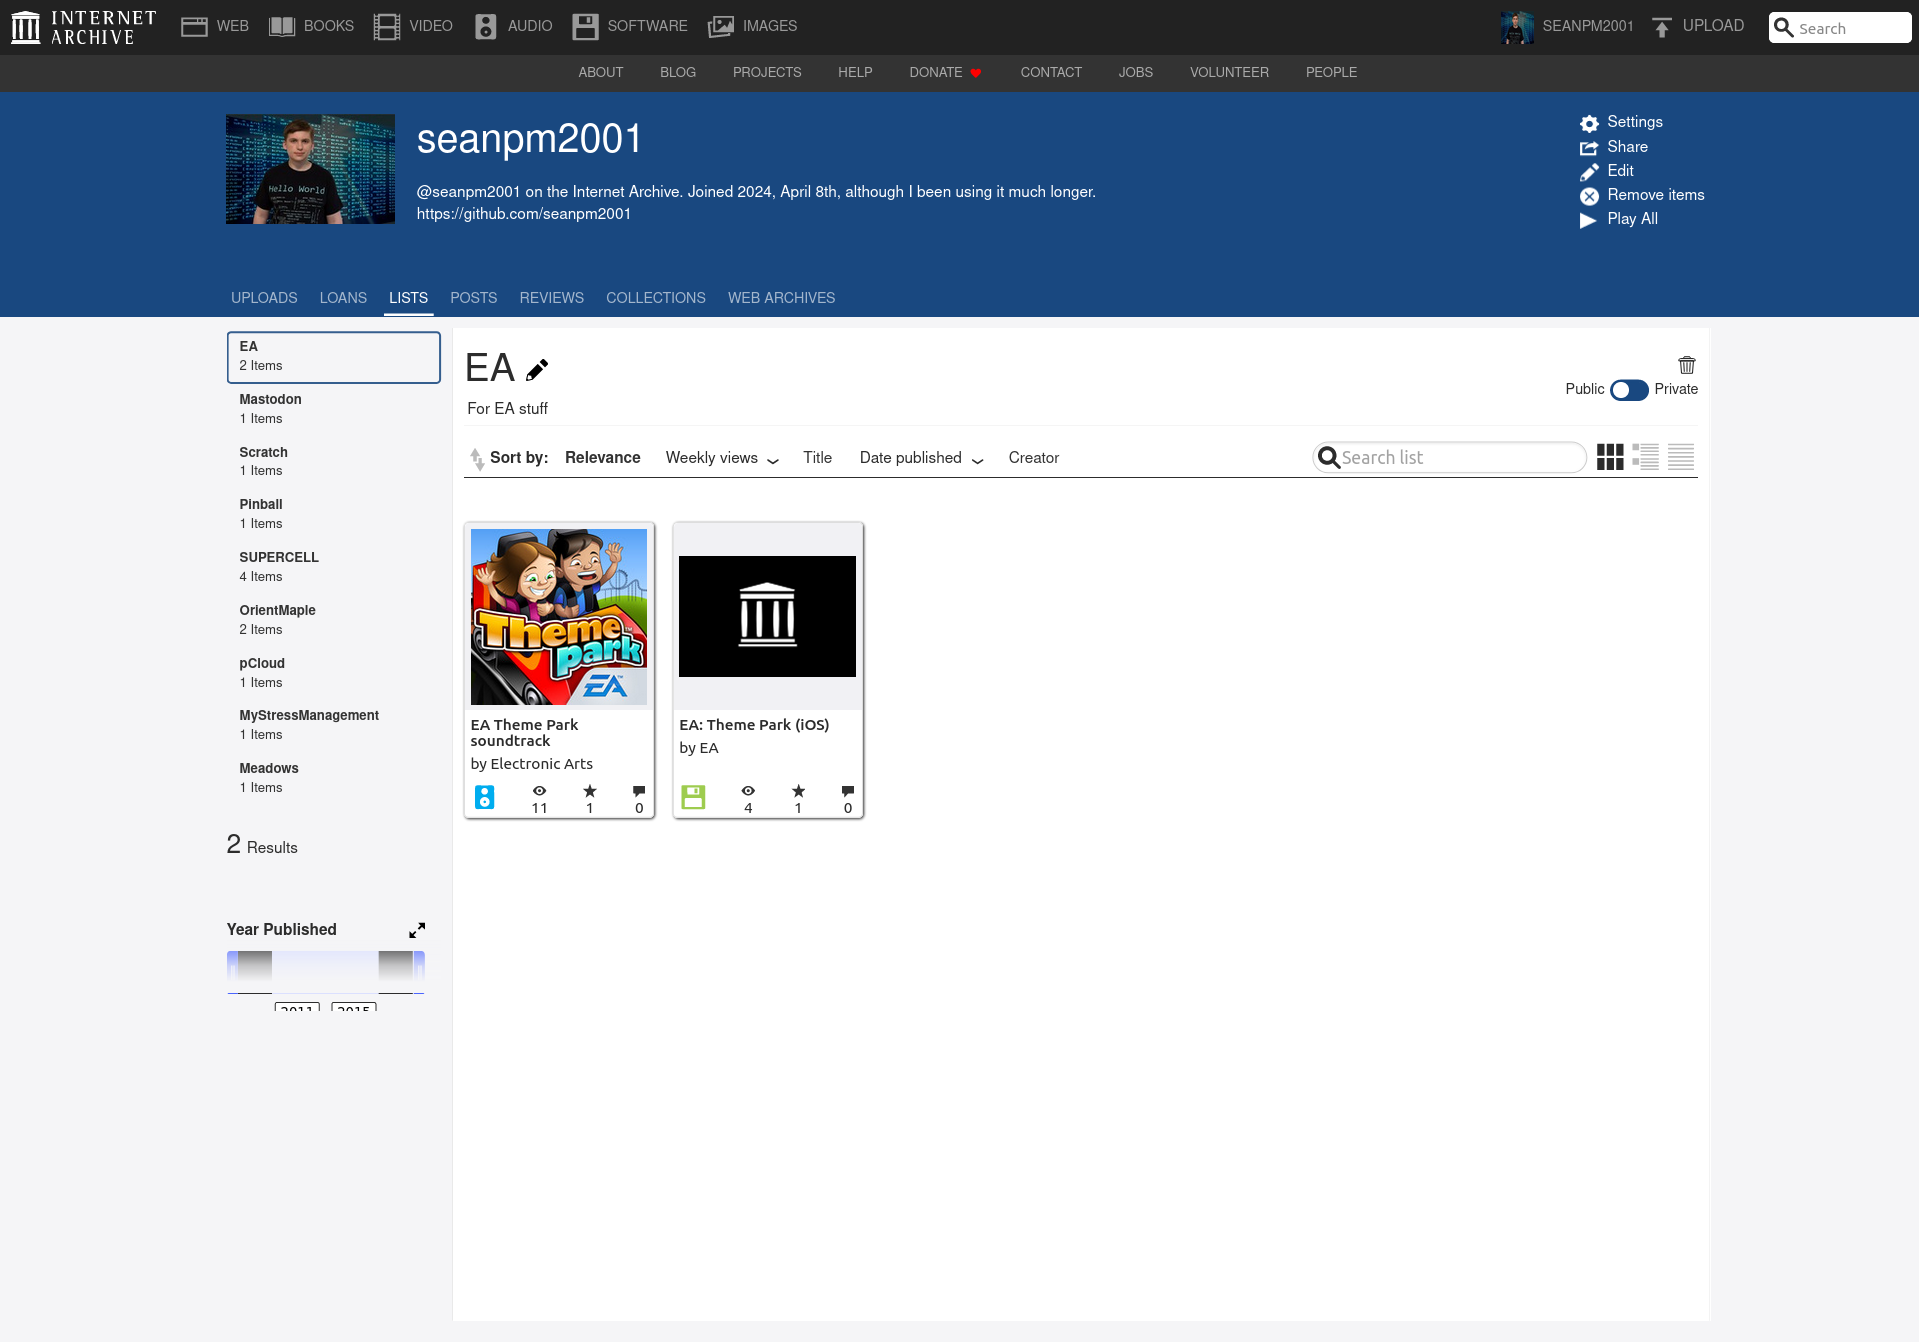 INTERNET ARCHIVE
WEB BOOKS VIDEO AUDIO SOFTWARE IMAGES SEANPM2001 UPLOAD Search
ABOUT BLOG PROJECTS HELP DONATE CONTACT JOBS VOLUNTEER PEOPLE
Hello World
seanpm2001
@seanpm2001 on the Internet Archive. Joined 2024, April 8th, although I been using it much longer.
https://github.com/seanpm2001
Settings
Share
Edit
Remove items
Play All
UPLOADS LOANS LISTS POSTS REVIEWS COLLECTIONS WEB ARCHIVES
EA
2 Items
Mastodon
1 Items
Scratch
1 Items
Pinball
1 Items
SUPERCELL
4 Items
OrientMaple
2 Items
pCloud
1 Items
MyStressManagement
1 Items
Meadows
1 Items
2 Results
Year Published
2011 2015
EA
For EA stuff
Public Private
Sort by: Relevance Weekly views Title Date published Creator
Search list
Theme
park
EA
EA Theme Park
soundtrack
by Electronic Arts
11 1 0
EA: Theme Park (iOS)
by EA
4 1 0